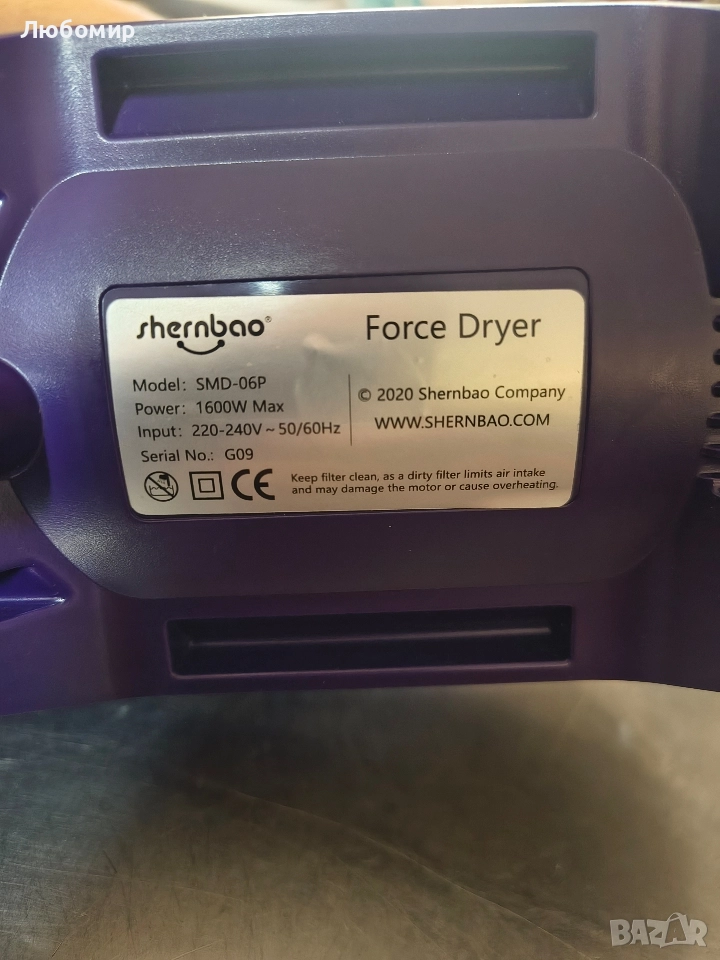 Любомир
shernbao®
Force Dryer
Model: SMD-06P
Power: 1600W Max
Input: 220-240V ~ 50/60Hz
Serial No.: G09
© 2020 Shernbao Company
WWW.SHERNBAO.COM
CE
Keep filter clean, as a dirty filter limits air intake
and may damage the motor or cause overheating.
BAZAR